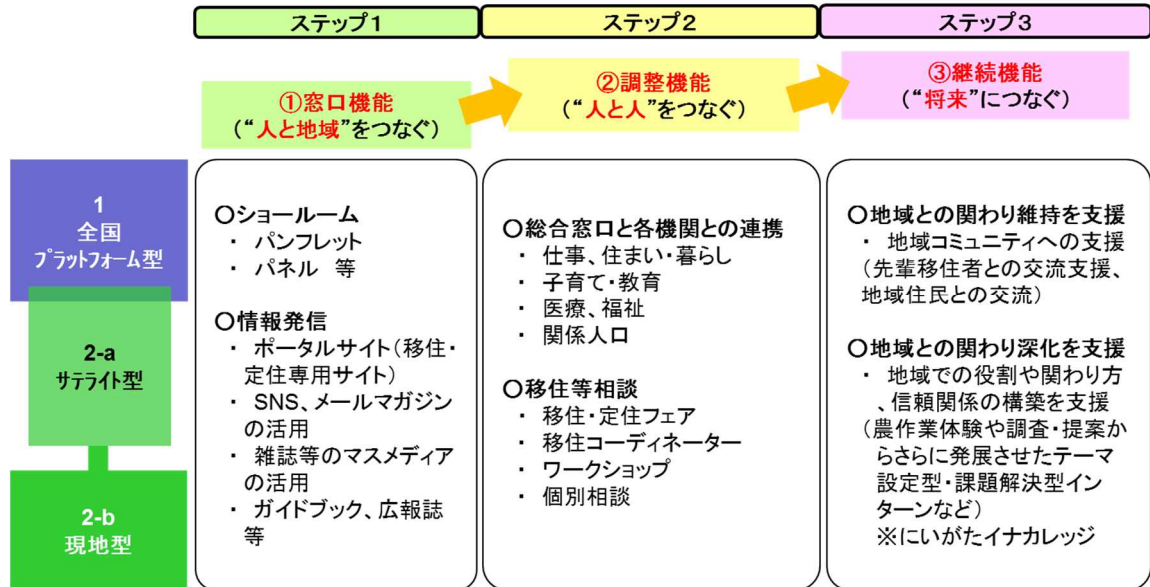 ステップ1
ステップ2
ステップ3
①窓口機能
(“人と地域”をつなぐ)
②調整機能
(“人と人”をつなぐ)
③継続機能
(“将来”につなぐ)
1
全国
プラットフォーム型
2-a
サテライト型
2-b
現地型
〇ショールーム
・ パンフレット
・ パネル 等
〇情報発信
・ ポータルサイト(移住・
定住専用サイト)
・ SNS、メールマガジン
の活用
・ 雑誌等のマスメディア
の活用
・ ガイドブック、広報誌
等
〇総合窓口と各機関との連携
・ 仕事、住まい・暮らし
・ 子育て・教育
・ 医療、福祉
・ 関係人口
〇移住等相談
・ 移住・定住フェア
・ 移住コーディネーター
・ ワークショップ
・ 個別相談
〇地域との関わり維持を支援
・ 地域コミュニティへの支援
(先輩移住者との交流支援、
地域住民との交流)
〇地域との関わり深化を支援
・ 地域での役割や関わり方
、信頼関係の構築を支援
(農作業体験や調査・提案か
らさらに発展させたテーマ
設定型・課題解決型イン
ターンなど)
※にいがたイナカレッジ